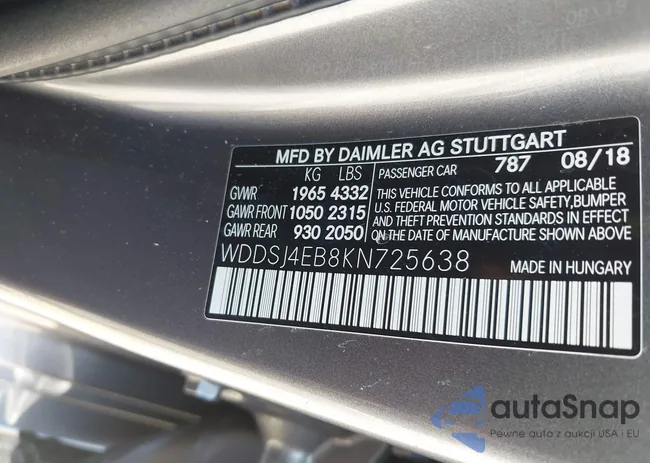 MFD BY DAIMLER AG STUTTGART
KG LBS PASSENGER CAR 787 08/18
GVWR 1965 4332
GAWR FRONT 1050 2315
GAWR REAR 930 2050
THIS VEHICLE CONFORMS TO ALL APPLICABLE
U.S. FEDERAL MOTOR VEHICLE SAFETY,BUMPER
AND THEFT PREVENTION STANDARDS IN EFFECT
ON THE DATE OF MANUFACTURE SHOWN ABOVE
WDDSJ4EB8KN725638 MADE IN HUNGARY
autaSnap
Pewne auta z aukcji USA i EU